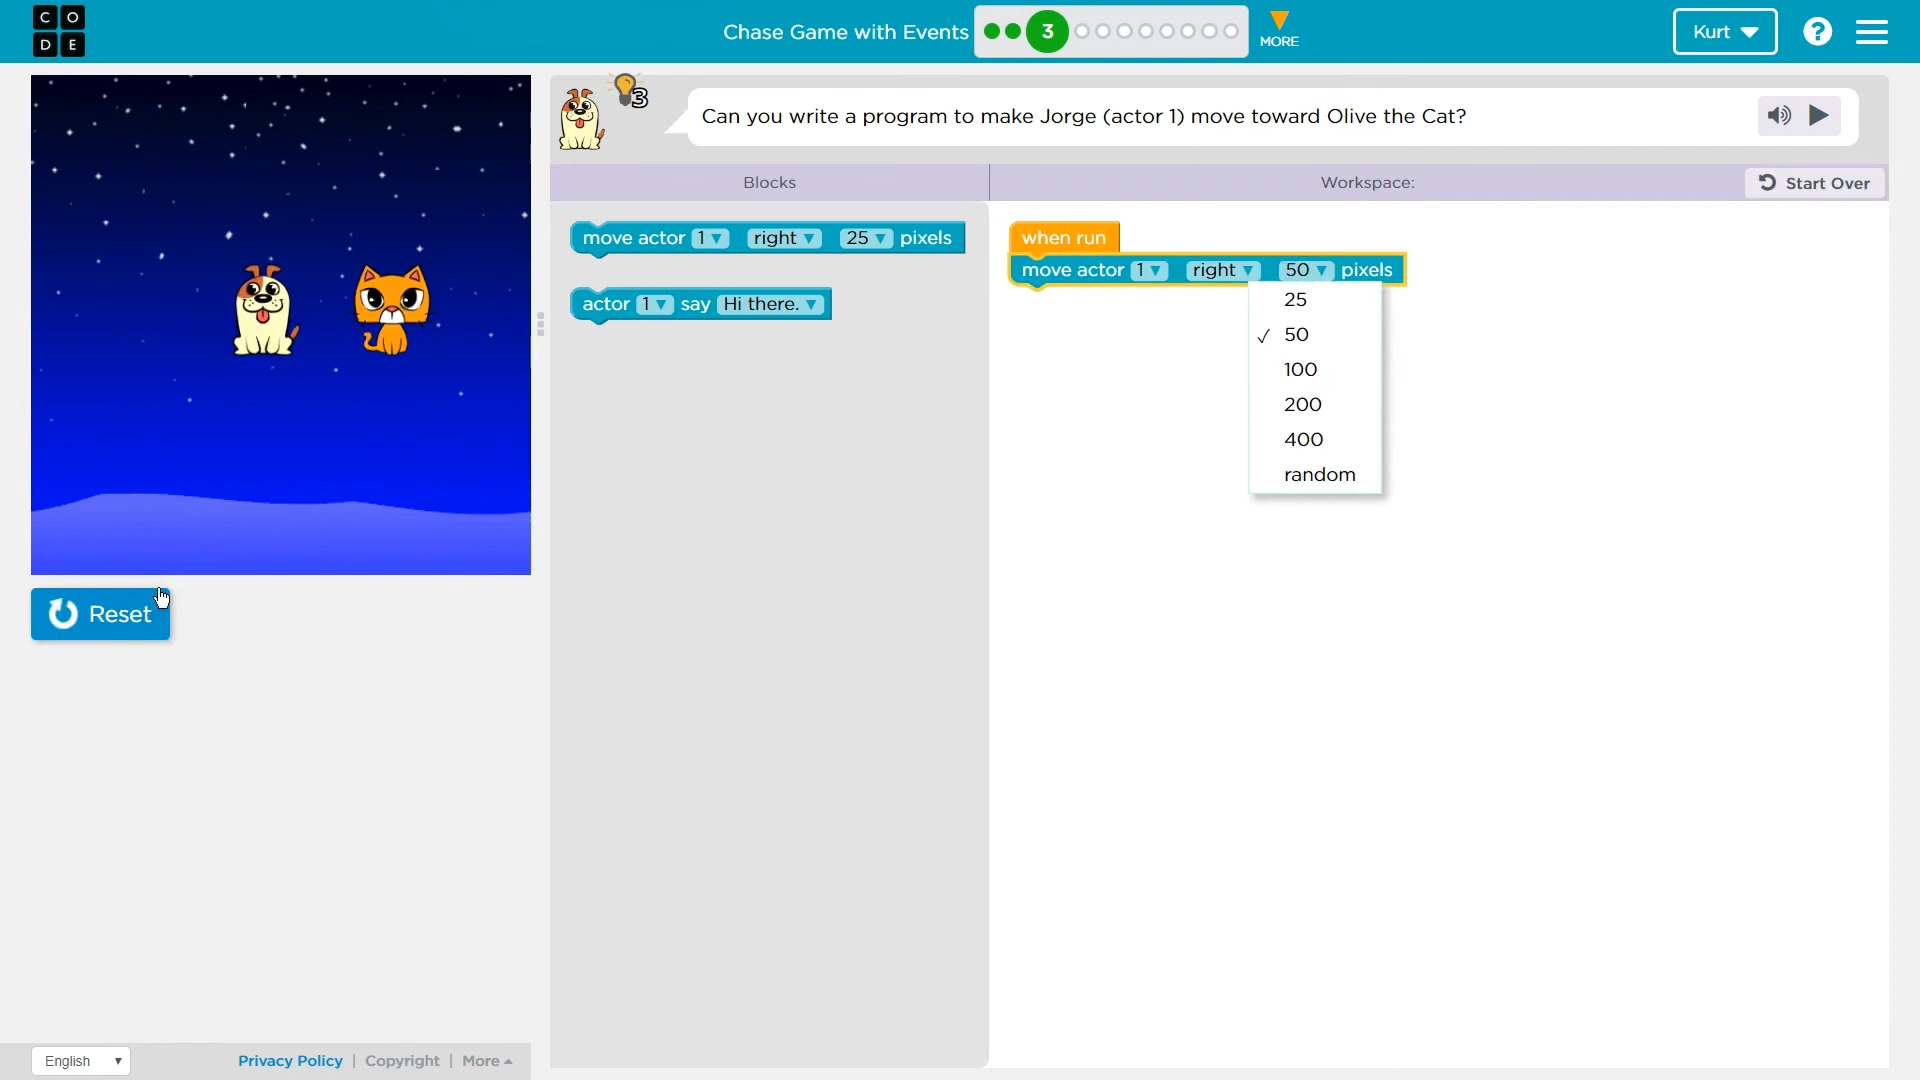 C O
D E
Chase Game with Events
3
MORE
Kurt
?
3
Can you write a program to make Jorge (actor 1) move toward Olive the Cat?
Blocks
Workspace:
Start Over
move actor 1 right 25 pixels
actor 1 say Hi there.
when run
move actor 1 right 50 pixels
25
✓ 50
100
200
400
random
Reset
English
Privacy Policy | Copyright | More